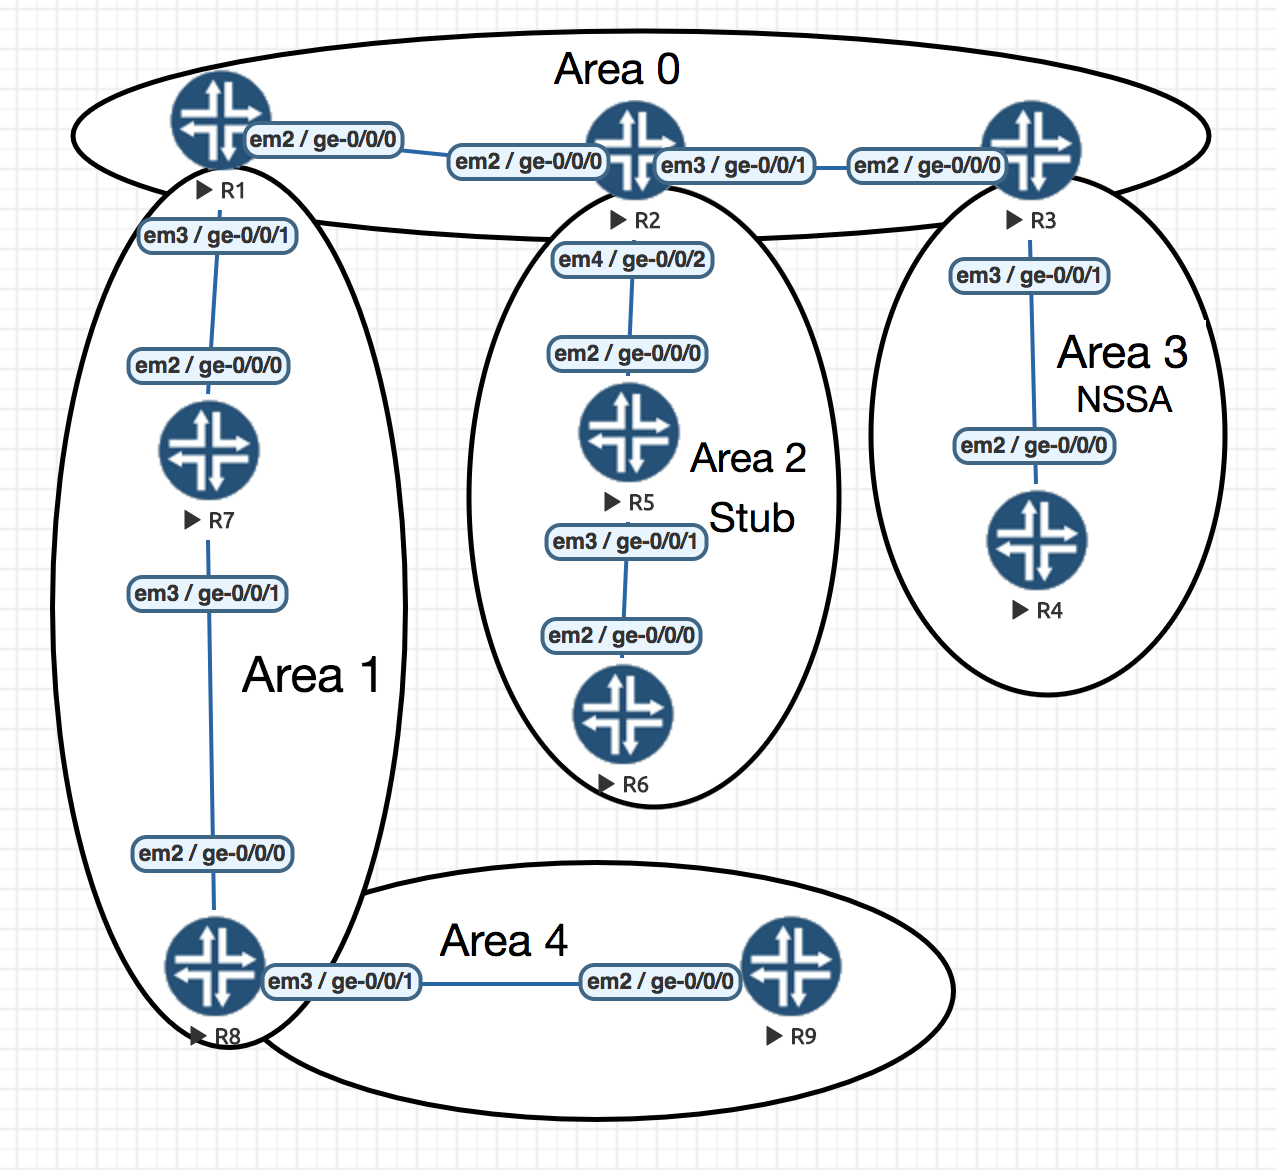 Area 0
em2 / ge-0/0/0
em2 / ge-0/0/0
em3 / ge-0/0/1
em2 / ge-0/0/0
R1
R2
R3
em3 / ge-0/0/1
em4 / ge-0/0/2
em3 / ge-0/0/1
em2 / ge-0/0/0
em2 / ge-0/0/0
Area 3
NSSA
em2 / ge-0/0/0
Area 2
Stub
R7
R5
em3 / ge-0/0/1
em3 / ge-0/0/1
R4
em2 / ge-0/0/0
Area 1
R6
em2 / ge-0/0/0
Area 4
em3 / ge-0/0/1
em2 / ge-0/0/0
R8
R9